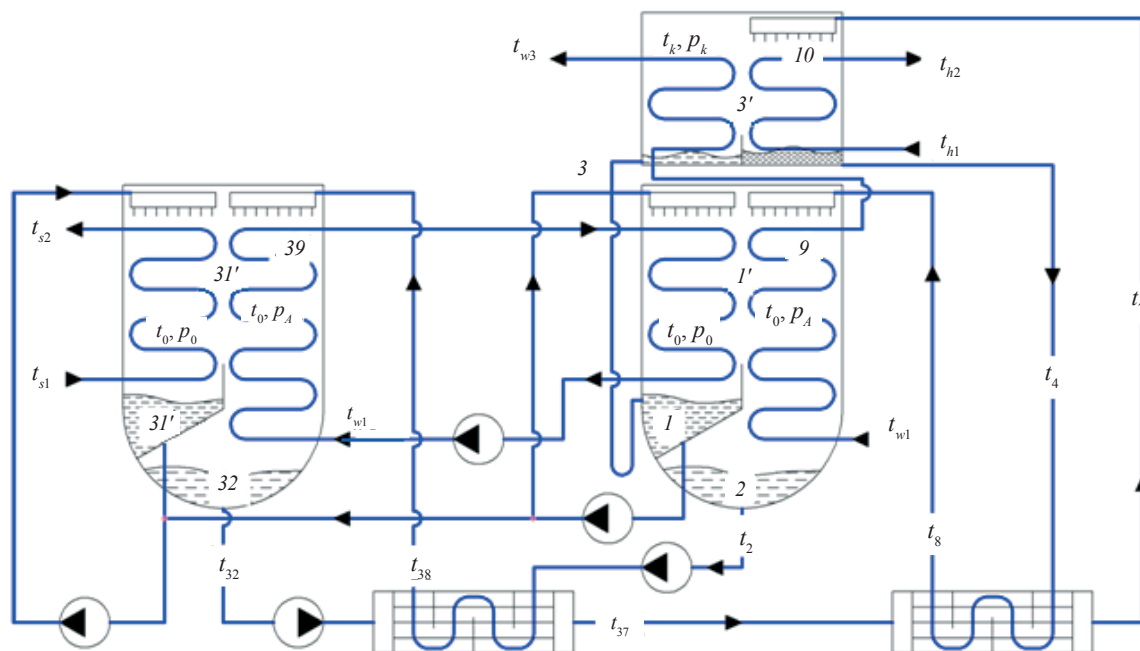 t_w3
t_k, p_k
10
t_h2
3'
t_h1
3
t_s2
39
9
31'
1'
t_0, p_0
t_0, p_A
t_0, p_0
t_0, p_A
t_4
t_s1
31'
t_w1
1
t_w1
32
2
t_32
t_38
t_2
t_8
t_37